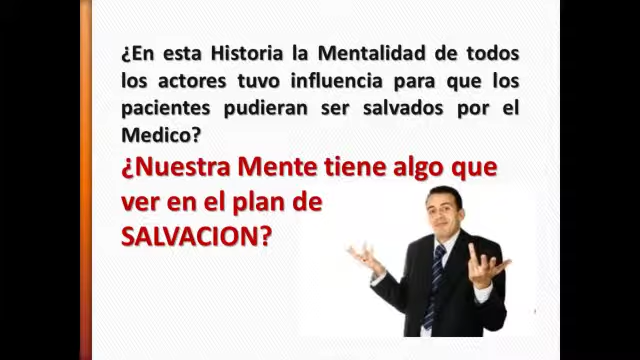 ¿En esta Historia la Mentalidad de todos
los actores tuvo influencia para que los
pacientes pudieran ser salvados por el
Medico?
¿Nuestra Mente tiene algo que
ver en el plan de
SALVACION?